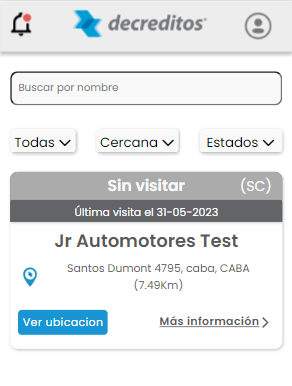 decreditos
Buscar por nombre
Todas Cercana Estados
Sin visitar (SC)
Última visita el 31-05-2023
Jr Automotores Test
Santos Dumont 4795, caba, CABA
(7.49Km)
Ver ubicacion Más información